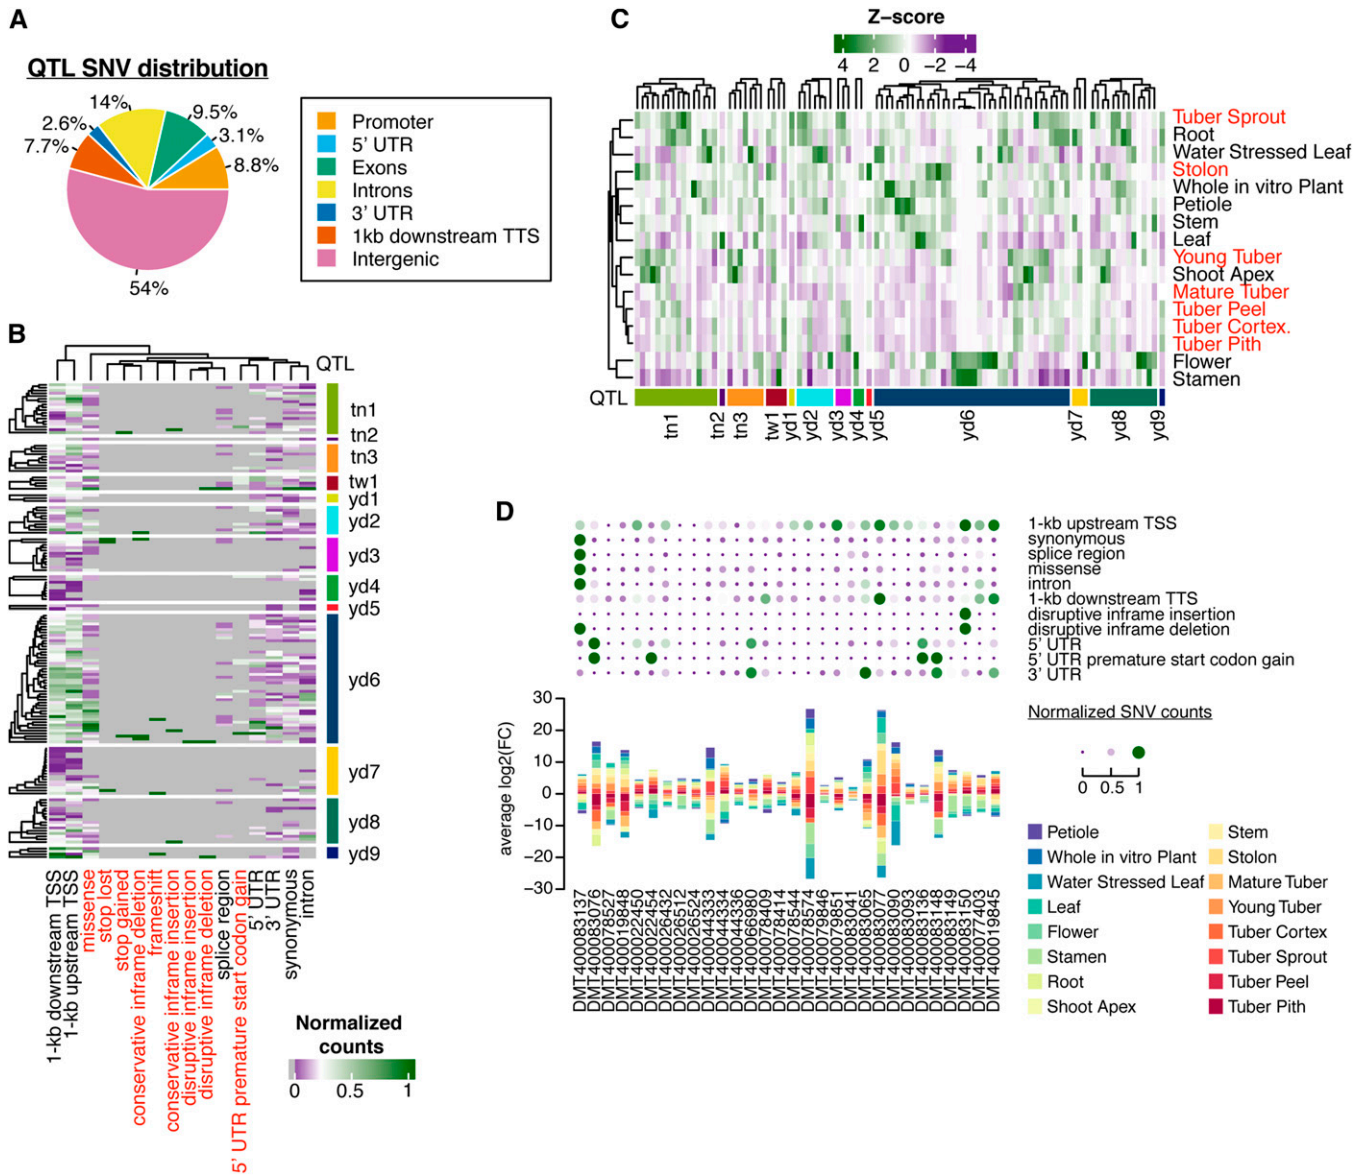 A
QTL SNV distribution
14%
9.5%
2.6%
3.1%
7.7%
8.8%
54%
Promoter
5' UTR
Exons
Introns
3' UTR
1kb downstream TTS
Intergenic
B
QTL
tn1
tn2
tn3
tw1
yd1
yd2
yd3
yd4
yd5
yd6
yd7
yd8
yd9
1-kb downstream TSS
1-kb upstream TSS
missense
stop lost
stop gained
conservative inframe deletion
frameshift
conservative inframe insertion
disruptive inframe insertion
disruptive inframe deletion
splice region
5' UTR premature start codon gain
5' UTR
3' UTR
synonymous
intron
Normalized
counts
0 0.5 1
C
Z−score
4 2 0 −2 −4
Tuber Sprout
Root
Water Stressed Leaf
Stolon
Whole in vitro Plant
Petiole
Stem
Leaf
Young Tuber
Shoot Apex
Mature Tuber
Tuber Peel
Tuber Cortex.
Tuber Pith
Flower
Stamen
QTL
tn1
tn2
tn3
tw1
yd1
yd2
yd3
yd4
yd5
yd6
yd7
yd8
yd9
D
1-kb upstream TSS
synonymous
splice region
missense
intron
1-kb downstream TTS
disruptive inframe insertion
disruptive inframe deletion
5' UTR
5' UTR premature start codon gain
3' UTR
Normalized SNV counts
0 0.5 1
average log2(FC)
30
20
10
0
−10
−20
−30
DMT400083137
DMT400083076
DMT400078527
DMT400019848
DMT400022454
DMT400022454
DMT400026432
DMT400026512
DMT400026524
DMT400044333
DMT400044334
DMT400044336
DMT400066980
DMT400078409
DMT400078414
DMT400078544
DMT400078574
DMT400079846
DMT400079851
DMT400083041
DMT400083065
DMT400083077
DMT400083090
DMT400083093
DMT400083136
DMT400083148
DMT400083149
DMT400083150
DMT400077403
DMT400019845
Petiole
Whole in vitro Plant
Water Stressed Leaf
Leaf
Flower
Stamen
Root
Shoot Apex
Stem
Stolon
Mature Tuber
Young Tuber
Tuber Cortex
Tuber Sprout
Tuber Peel
Tuber Pith